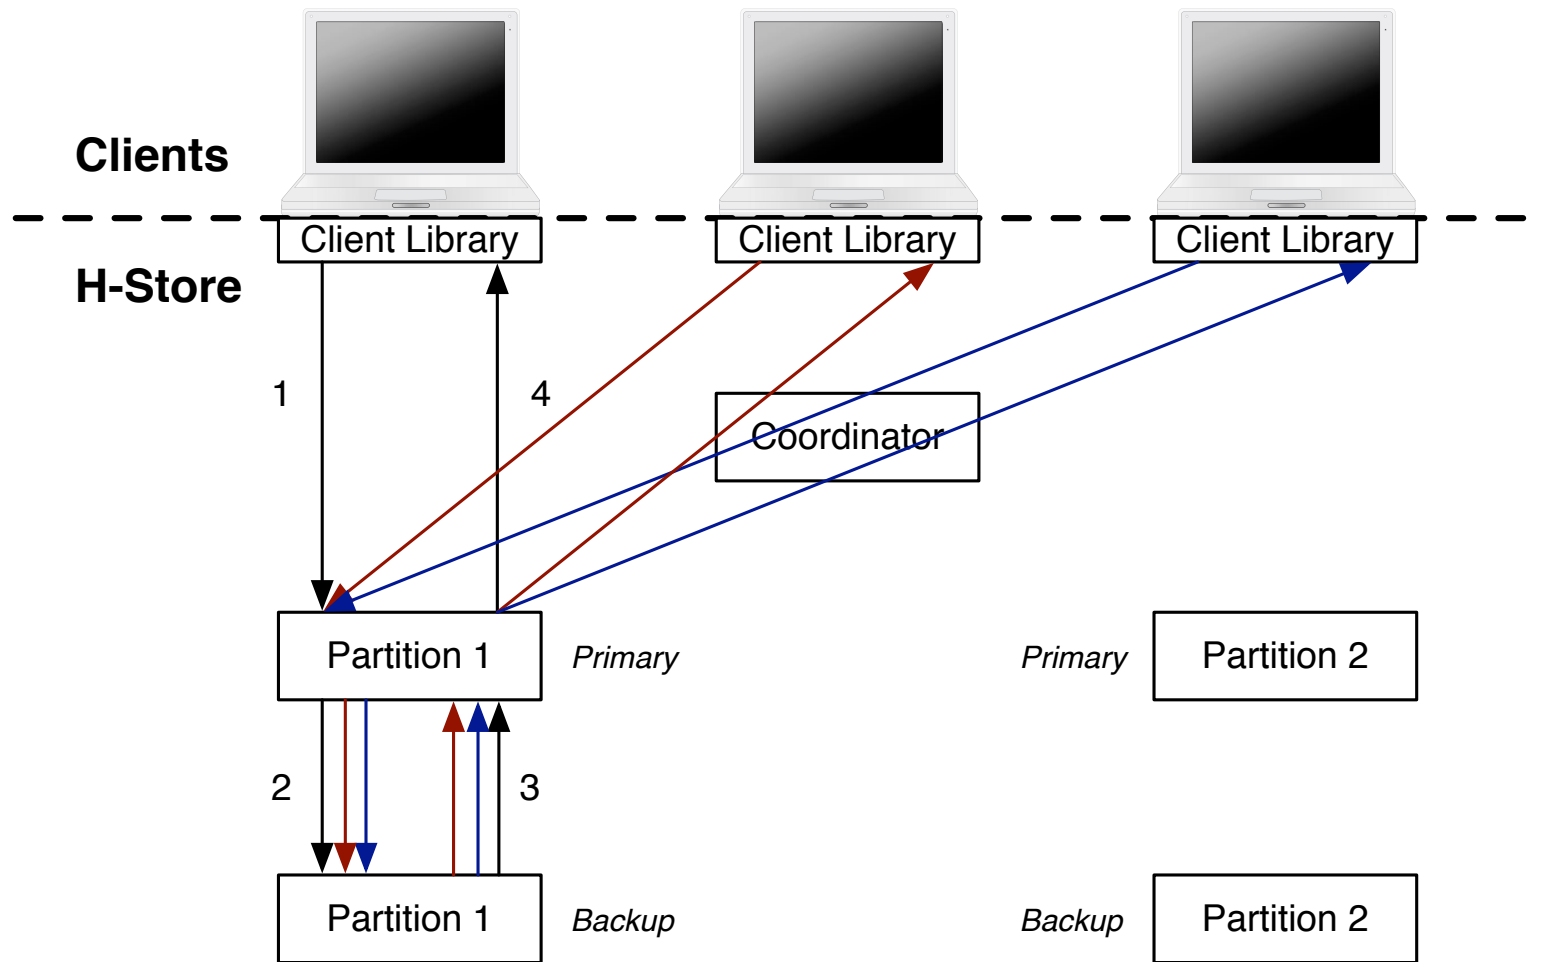 Clients
Client Library
Client Library
Client Library
H-Store
1
4
Coordinator
Partition 1
Primary
Primary
Partition 2
2
3
Partition 1
Backup
Backup
Partition 2